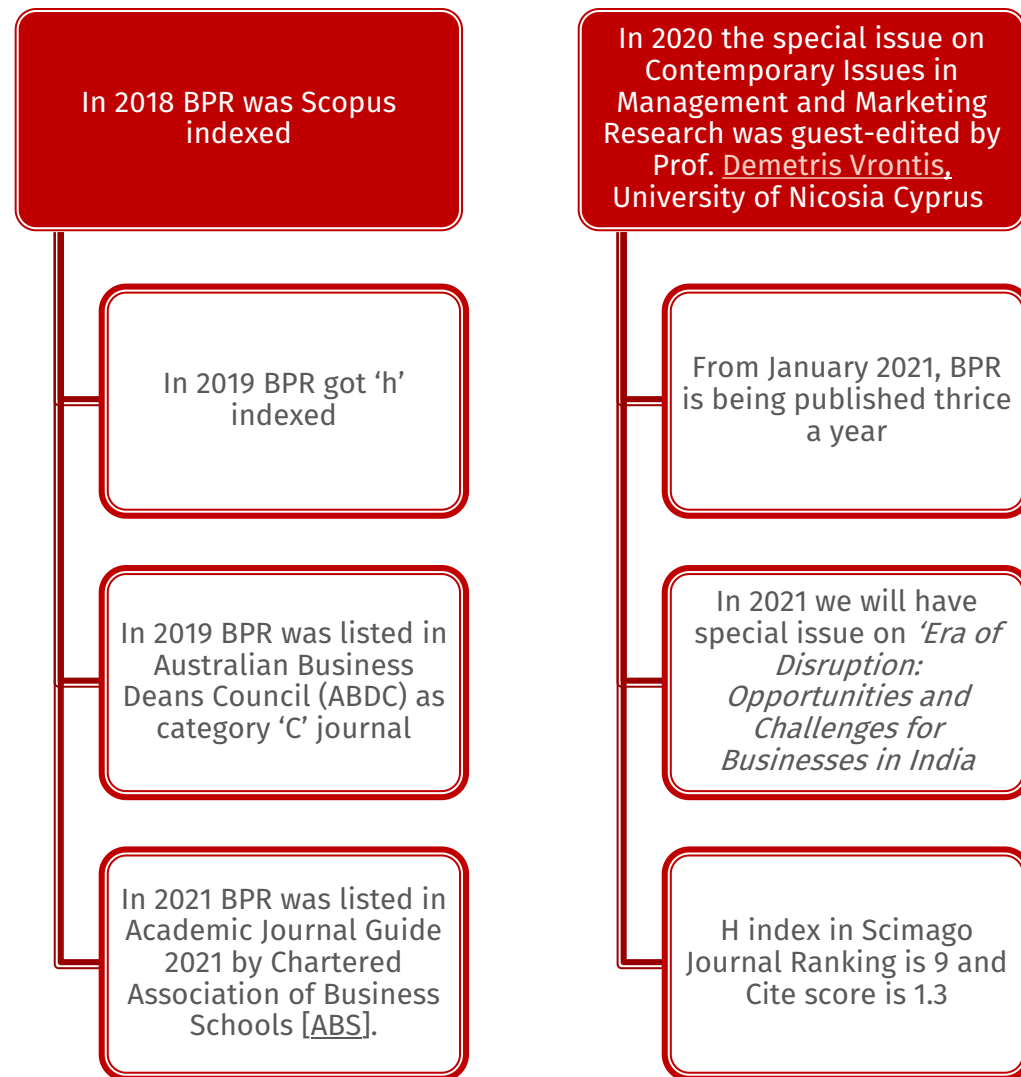 In 2018 BPR was Scopus
indexed
In 2019 BPR got ‘h’
indexed
In 2019 BPR was listed in
Australian Business
Deans Council (ABDC) as
category ‘C’ journal
In 2021 BPR was listed in
Academic Journal Guide
2021 by Chartered
Association of Business
Schools [ABS].
In 2020 the special issue on
Contemporary Issues in
Management and Marketing
Research was guest-edited by
Prof. Demetris Vrontis,
University of Nicosia Cyprus
From January 2021, BPR
is being published thrice
a year
In 2021 we will have
special issue on ‘Era of
Disruption:
Opportunities and
Challenges for
Businesses in India
H index in Scimago
Journal Ranking is 9 and
Cite score is 1.3